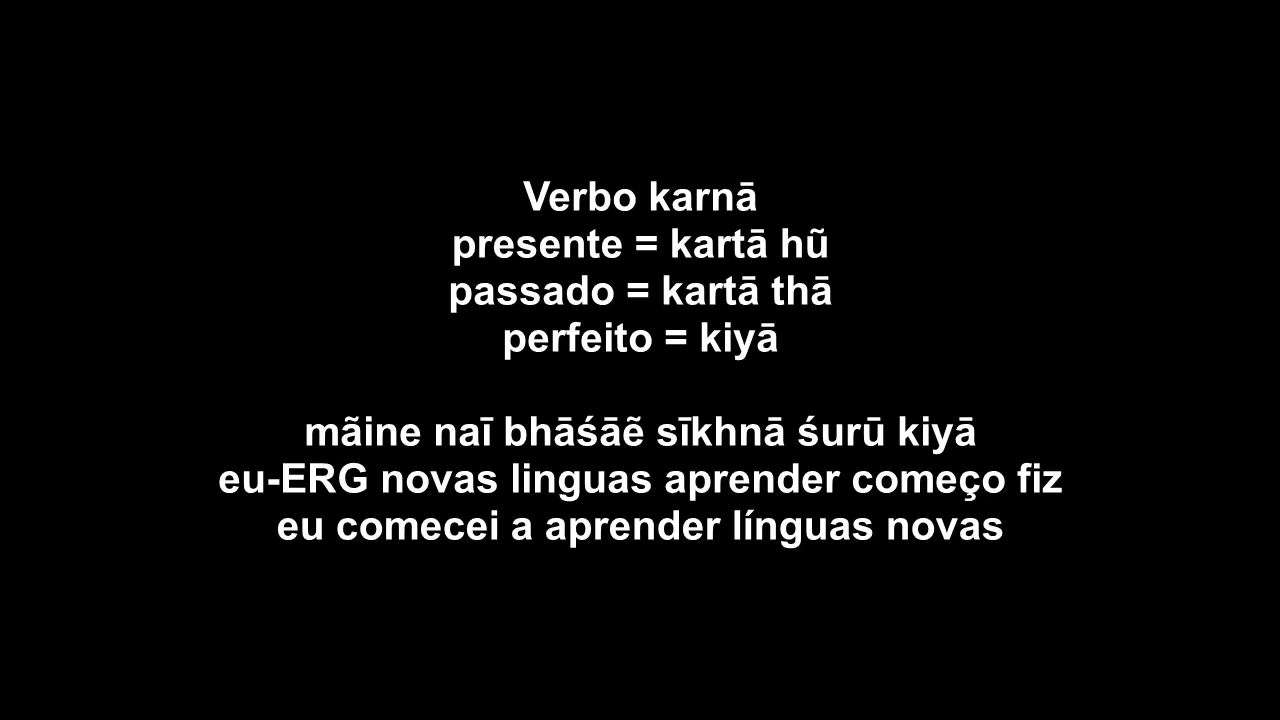 Verbo karnā
presente = kartā hũ
passado = kartā thā
perfeito = kiyā
mãine naī bhāśāẽ sīkhnā śurū kiyā
eu-ERG novas linguas aprender começo fiz
eu comecei a aprender línguas novas